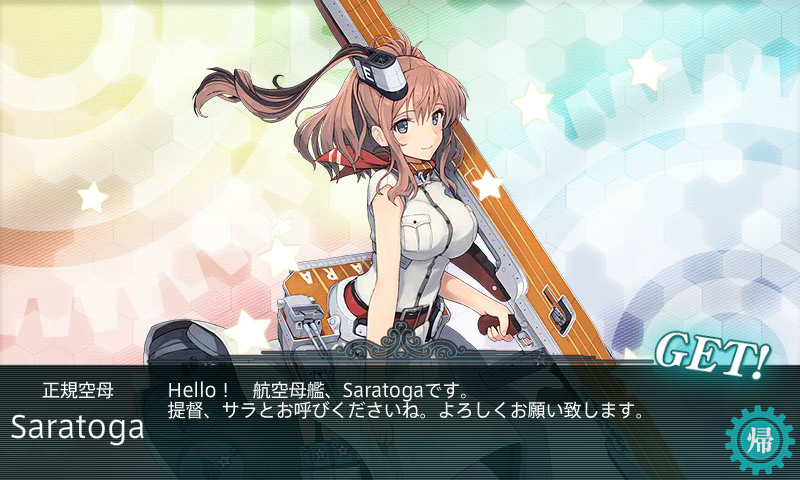 E
SARA
GET!
正規空母
Saratoga
Hello！　航空母艦、Saratogaです。
提督、サラとお呼びくださいね。よろしくお願い致します。
帰